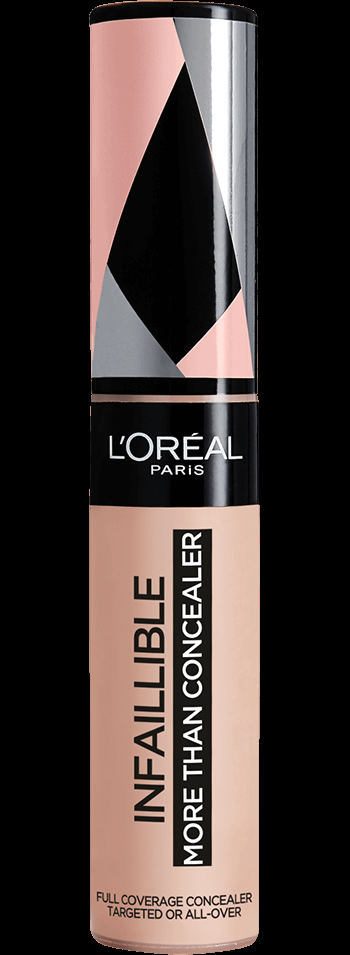 L'ORÉAL
PARIS
INFAILLIBLE
MORE THAN CONCEALER
FULL COVERAGE CONCEALER
TARGETED OR ALL-OVER